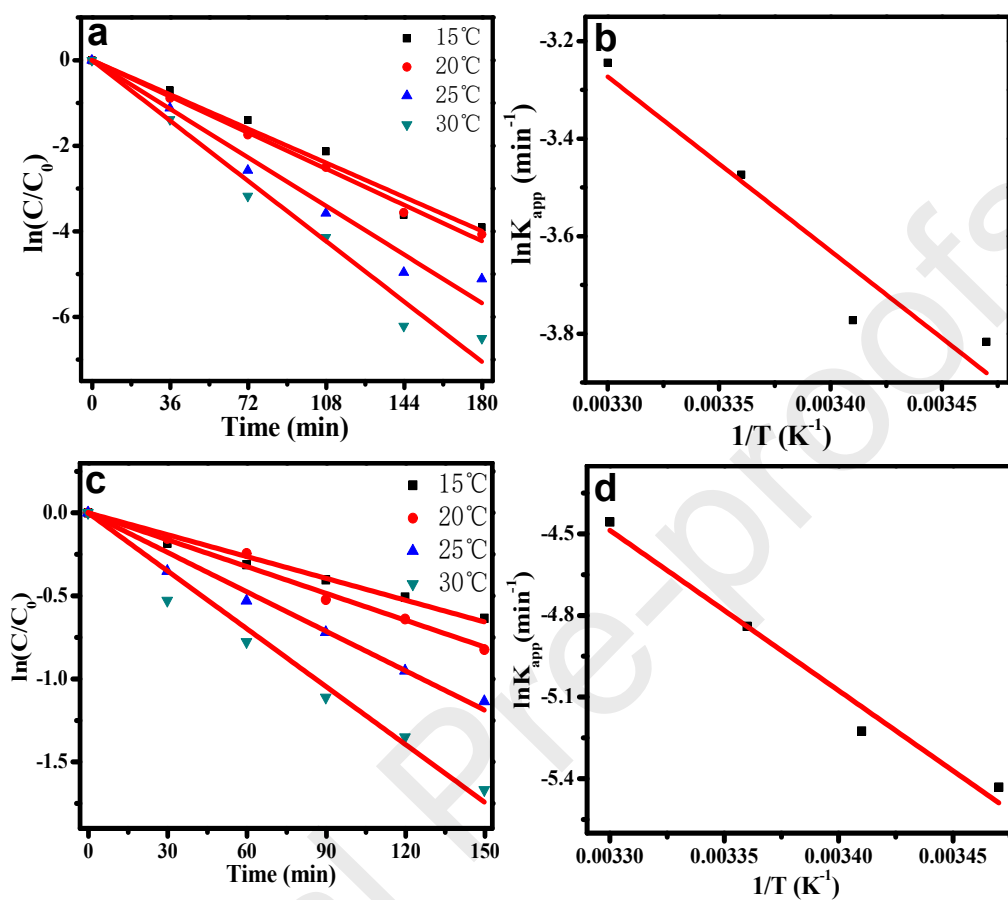 a
15℃
20℃
25℃
30℃
0
-2
-4
-6
ln(C/C0)
0 36 72 108 144 180
Time (min)
b
-3.2
-3.4
-3.6
-3.8
lnKapp (min-1)
0.00330 0.00335 0.00340 0.00345
1/T (K-1)
c
15℃
20℃
25℃
30℃
0.0
-0.5
-1.0
-1.5
ln(C/C0)
0 30 60 90 120 150
Time (min)
d
-4.5
-4.8
-5.1
-5.4
lnKapp(min-1)
0.00330 0.00335 0.00340 0.00345
1/T (K-1)
Pre-proofs